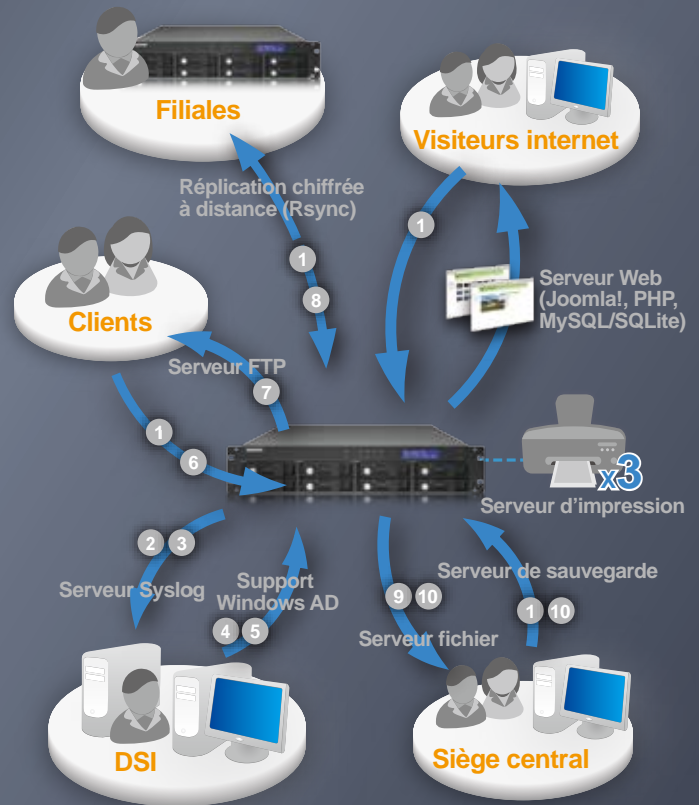 Filiales
Visiteurs internet
Réplication chiffrée
à distance (Rsync)
1
8
1
Serveur Web
(Joomla!, PHP,
MySQL/SQLite)
Clients
Serveur FTP
7
1
6
x3
Serveur d'impression
2 3
Serveur Syslog
Support
Windows AD
4 5
9 10
Serveur fichier
Serveur de sauvegarde
1 10
DSI
Siège central